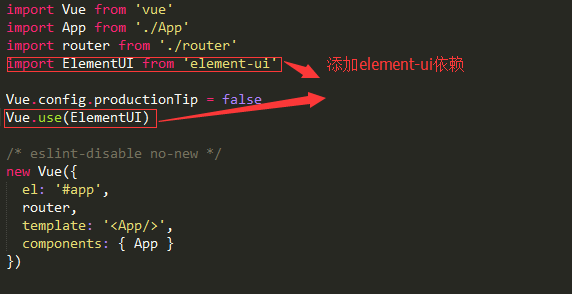 import Vue from 'vue'
import App from './App'
import router from './router'
import ElementUI from 'element-ui'
添加element-ui依赖
Vue.config.productionTip = false
Vue.use(ElementUI)
/* eslint-disable no-new */
new Vue({
  el: '#app',
  router,
  template: '<App/>',
  components: { App }
})